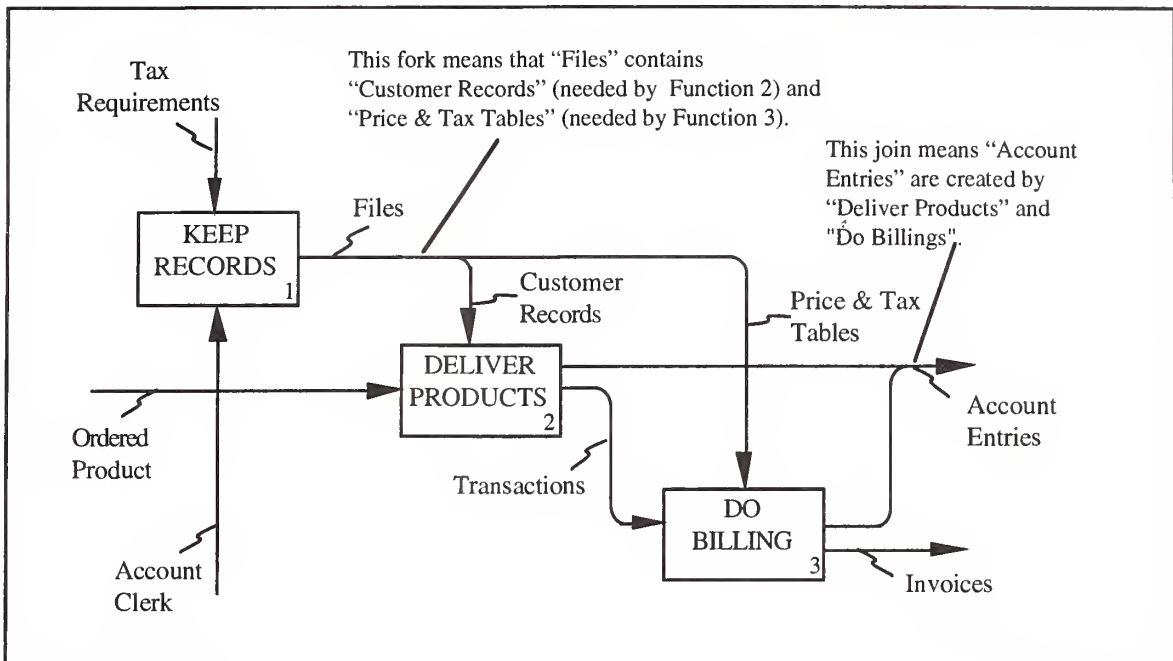 This fork means that “Files” contains
“Customer Records” (needed by Function 2) and
“Price & Tax Tables” (needed by Function 3).
Tax
Requirements
This join means “Account
Entries” are created by
“Deliver Products” and
"Do Billings".
Files
KEEP
RECORDS
1
Customer
Records
Price & Tax
Tables
DELIVER
PRODUCTS
2
Ordered
Product
Account
Entries
Transactions
DO
BILLING
3
Account
Clerk
Invoices